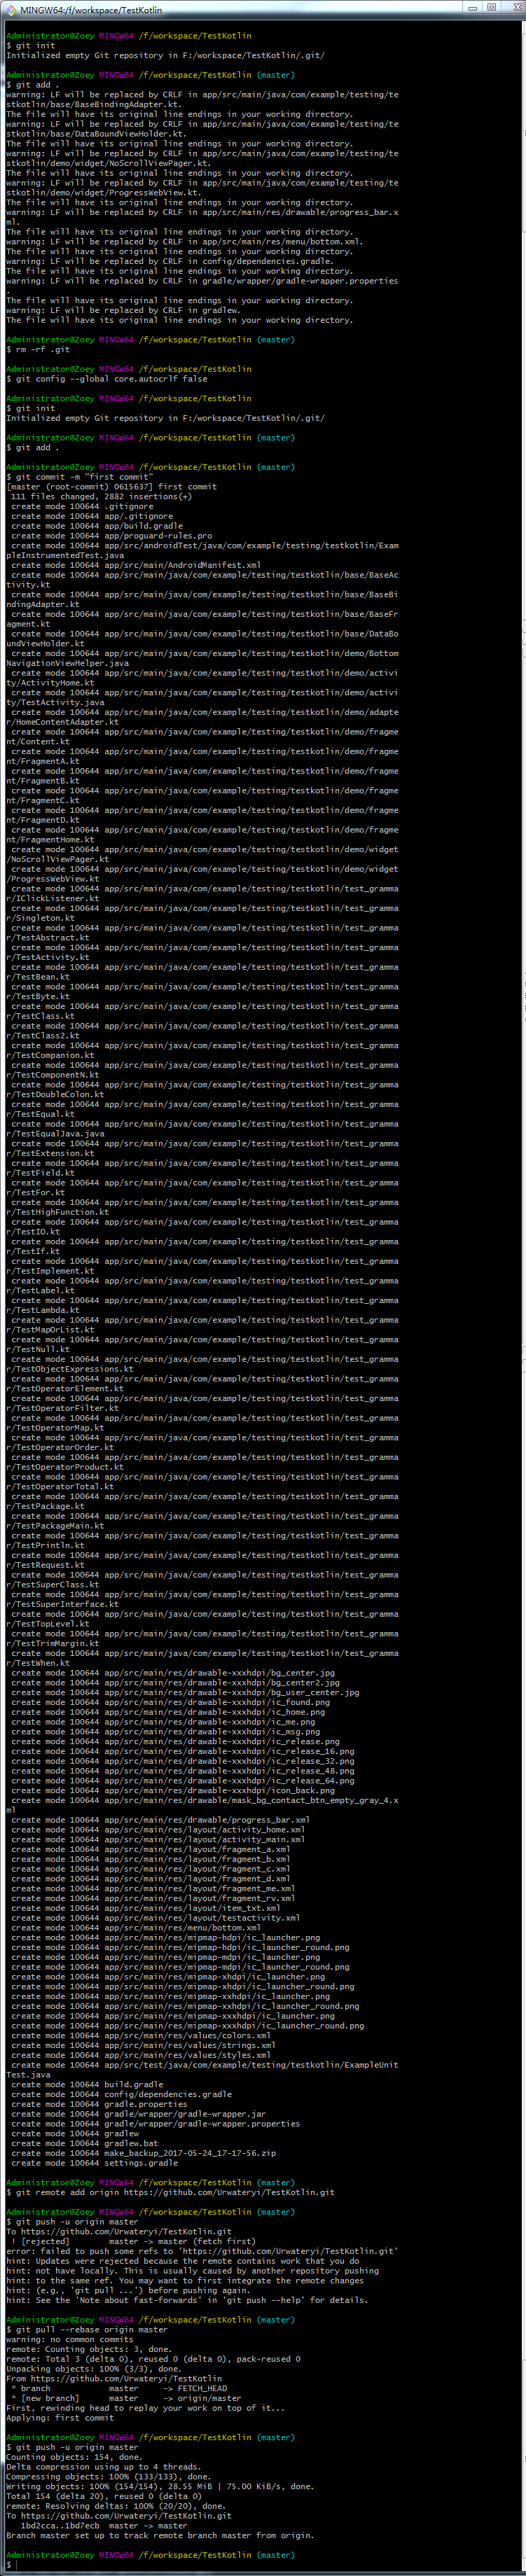 MINGW64:/f/workspace/TestKotlin
Administrator@Zoey MINGW64 /f/workspace/TestKotlin
$ git init
Initialized empty Git repository in F:/workspace/TestKotlin/.git/
Administrator@Zoey MINGW64 /f/workspace/TestKotlin (master)
$ git add .
warning: LF will be replaced by CRLF in app/src/main/java/com/example/testing/te
stkotlin/base/BaseBindingAdapter.kt.
The file will have its original line endings in your working directory.
warning: LF will be replaced by CRLF in app/src/main/java/com/example/testing/te
stkotlin/base/DataBoundViewHolder.kt.
The file will have its original line endings in your working directory.
warning: LF will be replaced by CRLF in app/src/main/java/com/example/testing/te
stkotlin/demo/widget/NoScrollViewPager.kt.
The file will have its original line endings in your working directory.
warning: LF will be replaced by CRLF in app/src/main/java/com/example/testing/te
stkotlin/demo/widget/ProgressWebView.kt.
The file will have its original line endings in your working directory.
warning: LF will be replaced by CRLF in app/src/main/res/drawable/progress_bar.x
ml.
The file will have its original line endings in your working directory.
warning: LF will be replaced by CRLF in app/src/main/res/menu/bottom.xml.
The file will have its original line endings in your working directory.
warning: LF will be replaced by CRLF in config/dependencies.gradle.
The file will have its original line endings in your working directory.
warning: LF will be replaced by CRLF in gradle/wrapper/gradle-wrapper.properties
.
The file will have its original line endings in your working directory.
warning: LF will be replaced by CRLF in gradlew.
The file will have its original line endings in your working directory.
Administrator@Zoey MINGW64 /f/workspace/TestKotlin (master)
$ rm -rf .git
Administrator@Zoey MINGW64 /f/workspace/TestKotlin
$ git config --global core.autocrlf false
Administrator@Zoey MINGW64 /f/workspace/TestKotlin
$ git init
Initialized empty Git repository in F:/workspace/TestKotlin/.git/
Administrator@Zoey MINGW64 /f/workspace/TestKotlin (master)
$ git add .
Administrator@Zoey MINGW64 /f/workspace/TestKotlin (master)
$ git commit -m "first commit"
[master (root-commit) 0615637] first commit
111 files changed, 2882 insertions(+)
create mode 100644 .gitignore
create mode 100644 app/.gitignore
create mode 100644 app/build.gradle
create mode 100644 app/proguard-rules.pro
create mode 100644 app/src/androidTest/java/com/example/testing/testkotlin/Exam
pleInstrumentedTest.java
create mode 100644 app/src/main/AndroidManifest.xml
create mode 100644 app/src/main/java/com/example/testing/testkotlin/base/BaseAc
tivity.kt
create mode 100644 app/src/main/java/com/example/testing/testkotlin/base/BaseBi
ndingAdapter.kt
create mode 100644 app/src/main/java/com/example/testing/testkotlin/base/BaseFr
agment.kt
create mode 100644 app/src/main/java/com/example/testing/testkotlin/base/DataBo
undViewHolder.kt
create mode 100644 app/src/main/java/com/example/testing/testkotlin/demo/Bottom
NavigationViewHelper.java
create mode 100644 app/src/main/java/com/example/testing/testkotlin/demo/activi
ty/ActivityHome.kt
create mode 100644 app/src/main/java/com/example/testing/testkotlin/demo/activi
ty/TestActivity.java
create mode 100644 app/src/main/java/com/example/testing/testkotlin/demo/adapte
r/HomeContentAdapter.kt
create mode 100644 app/src/main/java/com/example/testing/testkotlin/demo/fragme
nt/Content.kt
create mode 100644 app/src/main/java/com/example/testing/testkotlin/demo/fragme
nt/FragmentA.kt
create mode 100644 app/src/main/java/com/example/testing/testkotlin/demo/fragme
nt/FragmentB.kt
create mode 100644 app/src/main/java/com/example/testing/testkotlin/demo/fragme
nt/FragmentC.kt
create mode 100644 app/src/main/java/com/example/testing/testkotlin/demo/fragme
nt/FragmentD.kt
create mode 100644 app/src/main/java/com/example/testing/testkotlin/demo/fragme
nt/FragmentHome.kt
create mode 100644 app/src/main/java/com/example/testing/testkotlin/demo/widget
/NoScrollViewPager.kt
create mode 100644 app/src/main/java/com/example/testing/testkotlin/demo/widget
/ProgressWebView.kt
create mode 100644 app/src/main/java/com/example/testing/testkotlin/test_gramma
r/IClickListener.kt
create mode 100644 app/src/main/java/com/example/testing/testkotlin/test_gramma
r/Singleton.kt
create mode 100644 app/src/main/java/com/example/testing/testkotlin/test_gramma
r/TestAbstract.kt
create mode 100644 app/src/main/java/com/example/testing/testkotlin/test_gramma
r/TestActivity.kt
create mode 100644 app/src/main/java/com/example/testing/testkotlin/test_gramma
r/TestBean.kt
create mode 100644 app/src/main/java/com/example/testing/testkotlin/test_gramma
r/TestByte.kt
create mode 100644 app/src/main/java/com/example/testing/testkotlin/test_gramma
r/TestClass.kt
create mode 100644 app/src/main/java/com/example/testing/testkotlin/test_gramma
r/TestClass2.kt
create mode 100644 app/src/main/java/com/example/testing/testkotlin/test_gramma
r/TestCompanion.kt
create mode 100644 app/src/main/java/com/example/testing/testkotlin/test_gramma
r/TestComponentN.kt
create mode 100644 app/src/main/java/com/example/testing/testkotlin/test_gramma
r/TestDoubleColon.kt
create mode 100644 app/src/main/java/com/example/testing/testkotlin/test_gramma
r/TestEqual.kt
create mode 100644 app/src/main/java/com/example/testing/testkotlin/test_gramma
r/TestEqualJava.java
create mode 100644 app/src/main/java/com/example/testing/testkotlin/test_gramma
r/TestExtension.kt
create mode 100644 app/src/main/java/com/example/testing/testkotlin/test_gramma
r/TestField.kt
create mode 100644 app/src/main/java/com/example/testing/testkotlin/test_gramma
r/TestFor.kt
create mode 100644 app/src/main/java/com/example/testing/testkotlin/test_gramma
r/TestHighFunction.kt
create mode 100644 app/src/main/java/com/example/testing/testkotlin/test_gramma
r/TestIO.kt
create mode 100644 app/src/main/java/com/example/testing/testkotlin/test_gramma
r/TestIf.kt
create mode 100644 app/src/main/java/com/example/testing/testkotlin/test_gramma
r/TestImplement.kt
create mode 100644 app/src/main/java/com/example/testing/testkotlin/test_gramma
r/TestLabel.kt
create mode 100644 app/src/main/java/com/example/testing/testkotlin/test_gramma
r/TestLambda.kt
create mode 100644 app/src/main/java/com/example/testing/testkotlin/test_gramma
r/TestMapOrList.kt
create mode 100644 app/src/main/java/com/example/testing/testkotlin/test_gramma
r/TestNull.kt
create mode 100644 app/src/main/java/com/example/testing/testkotlin/test_gramma
r/TestObjectExpressions.kt
create mode 100644 app/src/main/java/com/example/testing/testkotlin/test_gramma
r/TestOperatorElement.kt
create mode 100644 app/src/main/java/com/example/testing/testkotlin/test_gramma
r/TestOperatorFilter.kt
create mode 100644 app/src/main/java/com/example/testing/testkotlin/test_gramma
r/TestOperatorMap.kt
create mode 100644 app/src/main/java/com/example/testing/testkotlin/test_gramma
r/TestOperatorOrder.kt
create mode 100644 app/src/main/java/com/example/testing/testkotlin/test_gramma
r/TestOperatorProduct.kt
create mode 100644 app/src/main/java/com/example/testing/testkotlin/test_gramma
r/TestOperatorTotal.kt
create mode 100644 app/src/main/java/com/example/testing/testkotlin/test_gramma
r/TestPackage.kt
create mode 100644 app/src/main/java/com/example/testing/testkotlin/test_gramma
r/TestPackageMain.kt
create mode 100644 app/src/main/java/com/example/testing/testkotlin/test_gramma
r/TestPrintln.kt
create mode 100644 app/src/main/java/com/example/testing/testkotlin/test_gramma
r/TestRequest.kt
create mode 100644 app/src/main/java/com/example/testing/testkotlin/test_gramma
r/TestSuperClass.kt
create mode 100644 app/src/main/java/com/example/testing/testkotlin/test_gramma
r/TestSuperInterface.kt
create mode 100644 app/src/main/java/com/example/testing/testkotlin/test_gramma
r/TestTopLevel.kt
create mode 100644 app/src/main/java/com/example/testing/testkotlin/test_gramma
r/TestTrimMargin.kt
create mode 100644 app/src/main/java/com/example/testing/testkotlin/test_gramma
r/TestWhen.kt
create mode 100644 app/src/main/res/drawable-xxxhdpi/bg_center.jpg
create mode 100644 app/src/main/res/drawable-xxxhdpi/bg_center2.jpg
create mode 100644 app/src/main/res/drawable-xxxhdpi/bg_user_center.jpg
create mode 100644 app/src/main/res/drawable-xxxhdpi/ic_found.png
create mode 100644 app/src/main/res/drawable-xxxhdpi/ic_home.png
create mode 100644 app/src/main/res/drawable-xxxhdpi/ic_me.png
create mode 100644 app/src/main/res/drawable-xxxhdpi/ic_msg.png
create mode 100644 app/src/main/res/drawable-xxxhdpi/ic_release.png
create mode 100644 app/src/main/res/drawable-xxxhdpi/ic_release_16.png
create mode 100644 app/src/main/res/drawable-xxxhdpi/ic_release_32.png
create mode 100644 app/src/main/res/drawable-xxxhdpi/ic_release_48.png
create mode 100644 app/src/main/res/drawable-xxxhdpi/ic_release_64.png
create mode 100644 app/src/main/res/drawable-xxxhdpi/icon_back.png
create mode 100644 app/src/main/res/drawable/mask_bg_contact_btn_empty_gray_4.x
ml
create mode 100644 app/src/main/res/drawable/progress_bar.xml
create mode 100644 app/src/main/res/layout/activity_home.xml
create mode 100644 app/src/main/res/layout/activity_main.xml
create mode 100644 app/src/main/res/layout/fragment_a.xml
create mode 100644 app/src/main/res/layout/fragment_b.xml
create mode 100644 app/src/main/res/layout/fragment_c.xml
create mode 100644 app/src/main/res/layout/fragment_d.xml
create mode 100644 app/src/main/res/layout/fragment_me.xml
create mode 100644 app/src/main/res/layout/fragment_rv.xml
create mode 100644 app/src/main/res/layout/item_txt.xml
create mode 100644 app/src/main/res/layout/testactivity.xml
create mode 100644 app/src/main/res/menu/bottom.xml
create mode 100644 app/src/main/res/mipmap-hdpi/ic_launcher.png
create mode 100644 app/src/main/res/mipmap-hdpi/ic_launcher_round.png
create mode 100644 app/src/main/res/mipmap-mdpi/ic_launcher.png
create mode 100644 app/src/main/res/mipmap-mdpi/ic_launcher_round.png
create mode 100644 app/src/main/res/mipmap-xhdpi/ic_launcher.png
create mode 100644 app/src/main/res/mipmap-xhdpi/ic_launcher_round.png
create mode 100644 app/src/main/res/mipmap-xxhdpi/ic_launcher.png
create mode 100644 app/src/main/res/mipmap-xxhdpi/ic_launcher_round.png
create mode 100644 app/src/main/res/mipmap-xxxhdpi/ic_launcher.png
create mode 100644 app/src/main/res/mipmap-xxxhdpi/ic_launcher_round.png
create mode 100644 app/src/main/res/values/colors.xml
create mode 100644 app/src/main/res/values/strings.xml
create mode 100644 app/src/main/res/values/styles.xml
create mode 100644 app/src/test/java/com/example/testing/testkotlin/ExampleUnit
Test.java
create mode 100644 build.gradle
create mode 100644 config/dependencies.gradle
create mode 100644 gradle.properties
create mode 100644 gradle/wrapper/gradle-wrapper.jar
create mode 100644 gradle/wrapper/gradle-wrapper.properties
create mode 100644 gradlew
create mode 100644 gradlew.bat
create mode 100644 make_backup_2017-05-24_17-17-56.zip
create mode 100644 settings.gradle
Administrator@Zoey MINGW64 /f/workspace/TestKotlin (master)
$ git remote add origin https://github.com/Urwateryi/TestKotlin.git
Administrator@Zoey MINGW64 /f/workspace/TestKotlin (master)
$ git push -u origin master
To https://github.com/Urwateryi/TestKotlin.git
! [rejected]        master -> master (fetch first)
error: failed to push some refs to 'https://github.com/Urwateryi/TestKotlin.git'
hint: Updates were rejected because the remote contains work that you do
hint: not have locally. This is usually caused by another repository pushing
hint: to the same ref. You may want to first integrate the remote changes
hint: (e.g., 'git pull ...') before pushing again.
hint: See the 'Note about fast-forwards' in 'git push --help' for details.
Administrator@Zoey MINGW64 /f/workspace/TestKotlin (master)
$ git pull --rebase origin master
warning: no common commits
remote: Counting objects: 3, done.
remote: Total 3 (delta 0), reused 0 (delta 0), pack-reused 0
Unpacking objects: 100% (3/3), done.
From https://github.com/Urwateryi/TestKotlin
* branch            master     -> FETCH_HEAD
* [new branch]      master     -> origin/master
First, rewinding head to replay your work on top of it...
Applying: first commit
Administrator@Zoey MINGW64 /f/workspace/TestKotlin (master)
$ git push -u origin master
Counting objects: 154, done.
Delta compression using up to 4 threads.
Compressing objects: 100% (133/133), done.
Writing objects: 100% (154/154), 28.55 MiB | 75.00 KiB/s, done.
Total 154 (delta 20), reused 0 (delta 0)
remote: Resolving deltas: 100% (20/20), done.
To https://github.com/Urwateryi/TestKotlin.git
1bd2cca..1bd7ecb  master -> master
Branch master set up to track remote branch master from origin.
Administrator@Zoey MINGW64 /f/workspace/TestKotlin (master)
$